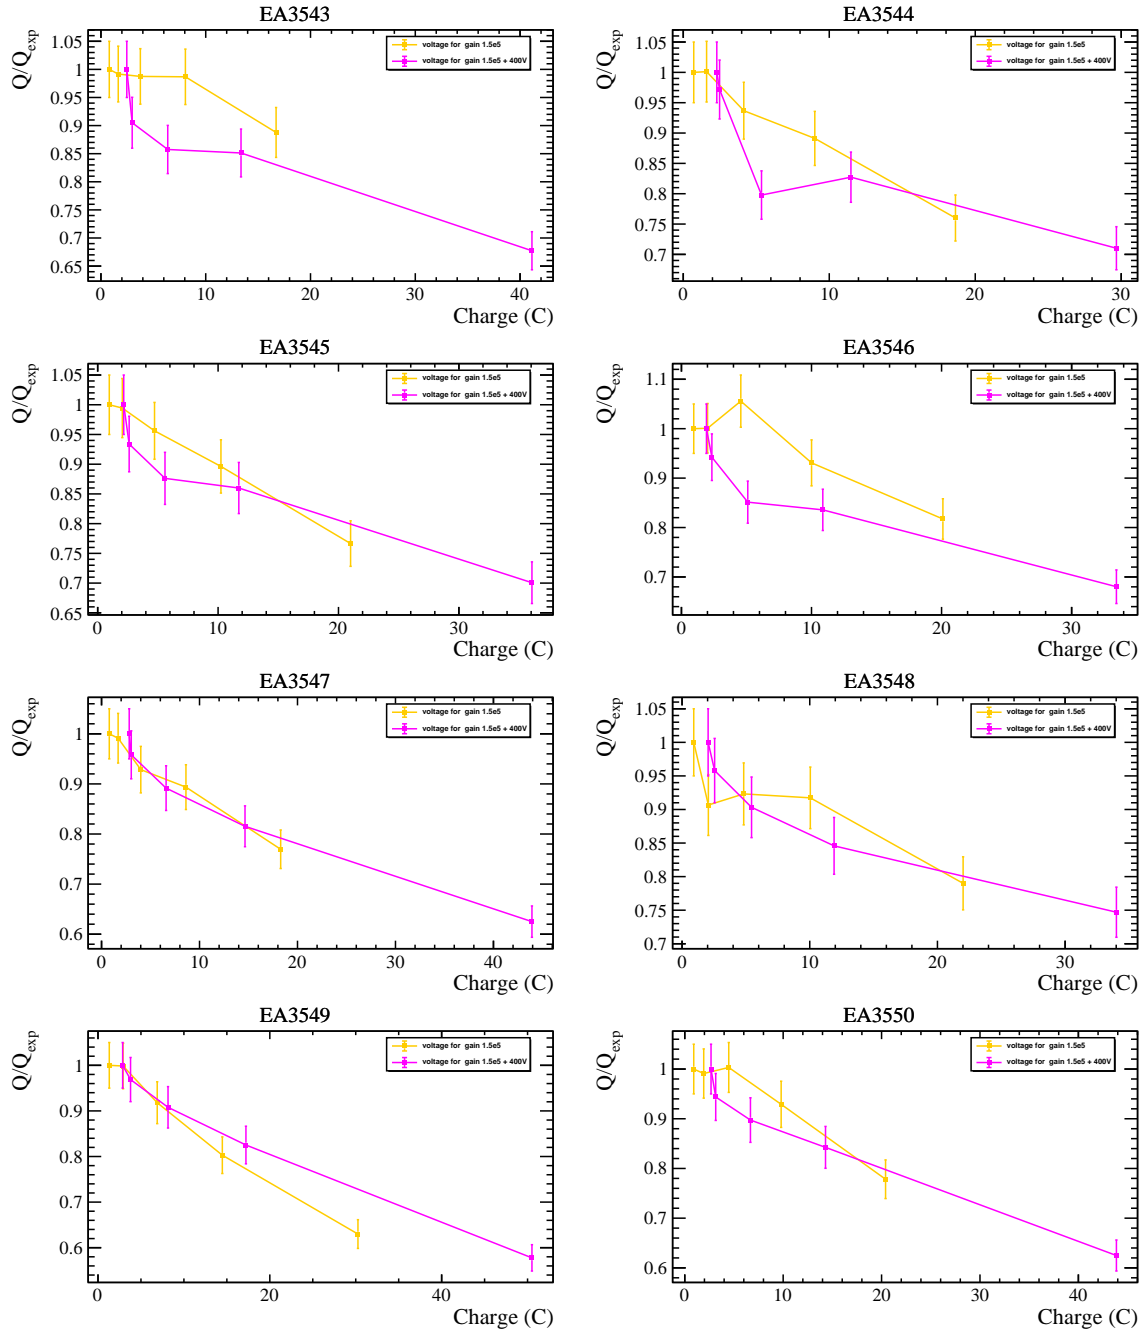 EA3543
Q/Q_exp
1.05
1
0.95
0.9
0.85
0.8
0.75
0.7
0.65
voltage for gain 1.5e5
voltage for gain 1.5e5 + 400V
0 10 20 30 40
Charge (C)
EA3544
Q/Q_exp
1.05
1
0.95
0.9
0.85
0.8
0.75
0.7
voltage for gain 1.5e5
voltage for gain 1.5e5 + 400V
0 10 20 30
Charge (C)
EA3545
Q/Q_exp
1.05
1
0.95
0.9
0.85
0.8
0.75
0.7
0.65
voltage for gain 1.5e5
voltage for gain 1.5e5 + 400V
0 10 20 30
Charge (C)
EA3546
Q/Q_exp
1.1
1
0.9
0.8
0.7
voltage for gain 1.5e5
voltage for gain 1.5e5 + 400V
0 10 20 30
Charge (C)
EA3547
Q/Q_exp
1
0.9
0.8
0.7
0.6
voltage for gain 1.5e5
voltage for gain 1.5e5 + 400V
0 10 20 30 40
Charge (C)
EA3548
Q/Q_exp
1.05
1
0.95
0.9
0.85
0.8
0.75
0.7
voltage for gain 1.5e5
voltage for gain 1.5e5 + 400V
0 10 20 30
Charge (C)
EA3549
Q/Q_exp
1
0.9
0.8
0.7
0.6
voltage for gain 1.5e5
voltage for gain 1.5e5 + 400V
0 20 40
Charge (C)
EA3550
Q/Q_exp
1
0.9
0.8
0.7
0.6
voltage for gain 1.5e5
voltage for gain 1.5e5 + 400V
0 10 20 30 40
Charge (C)